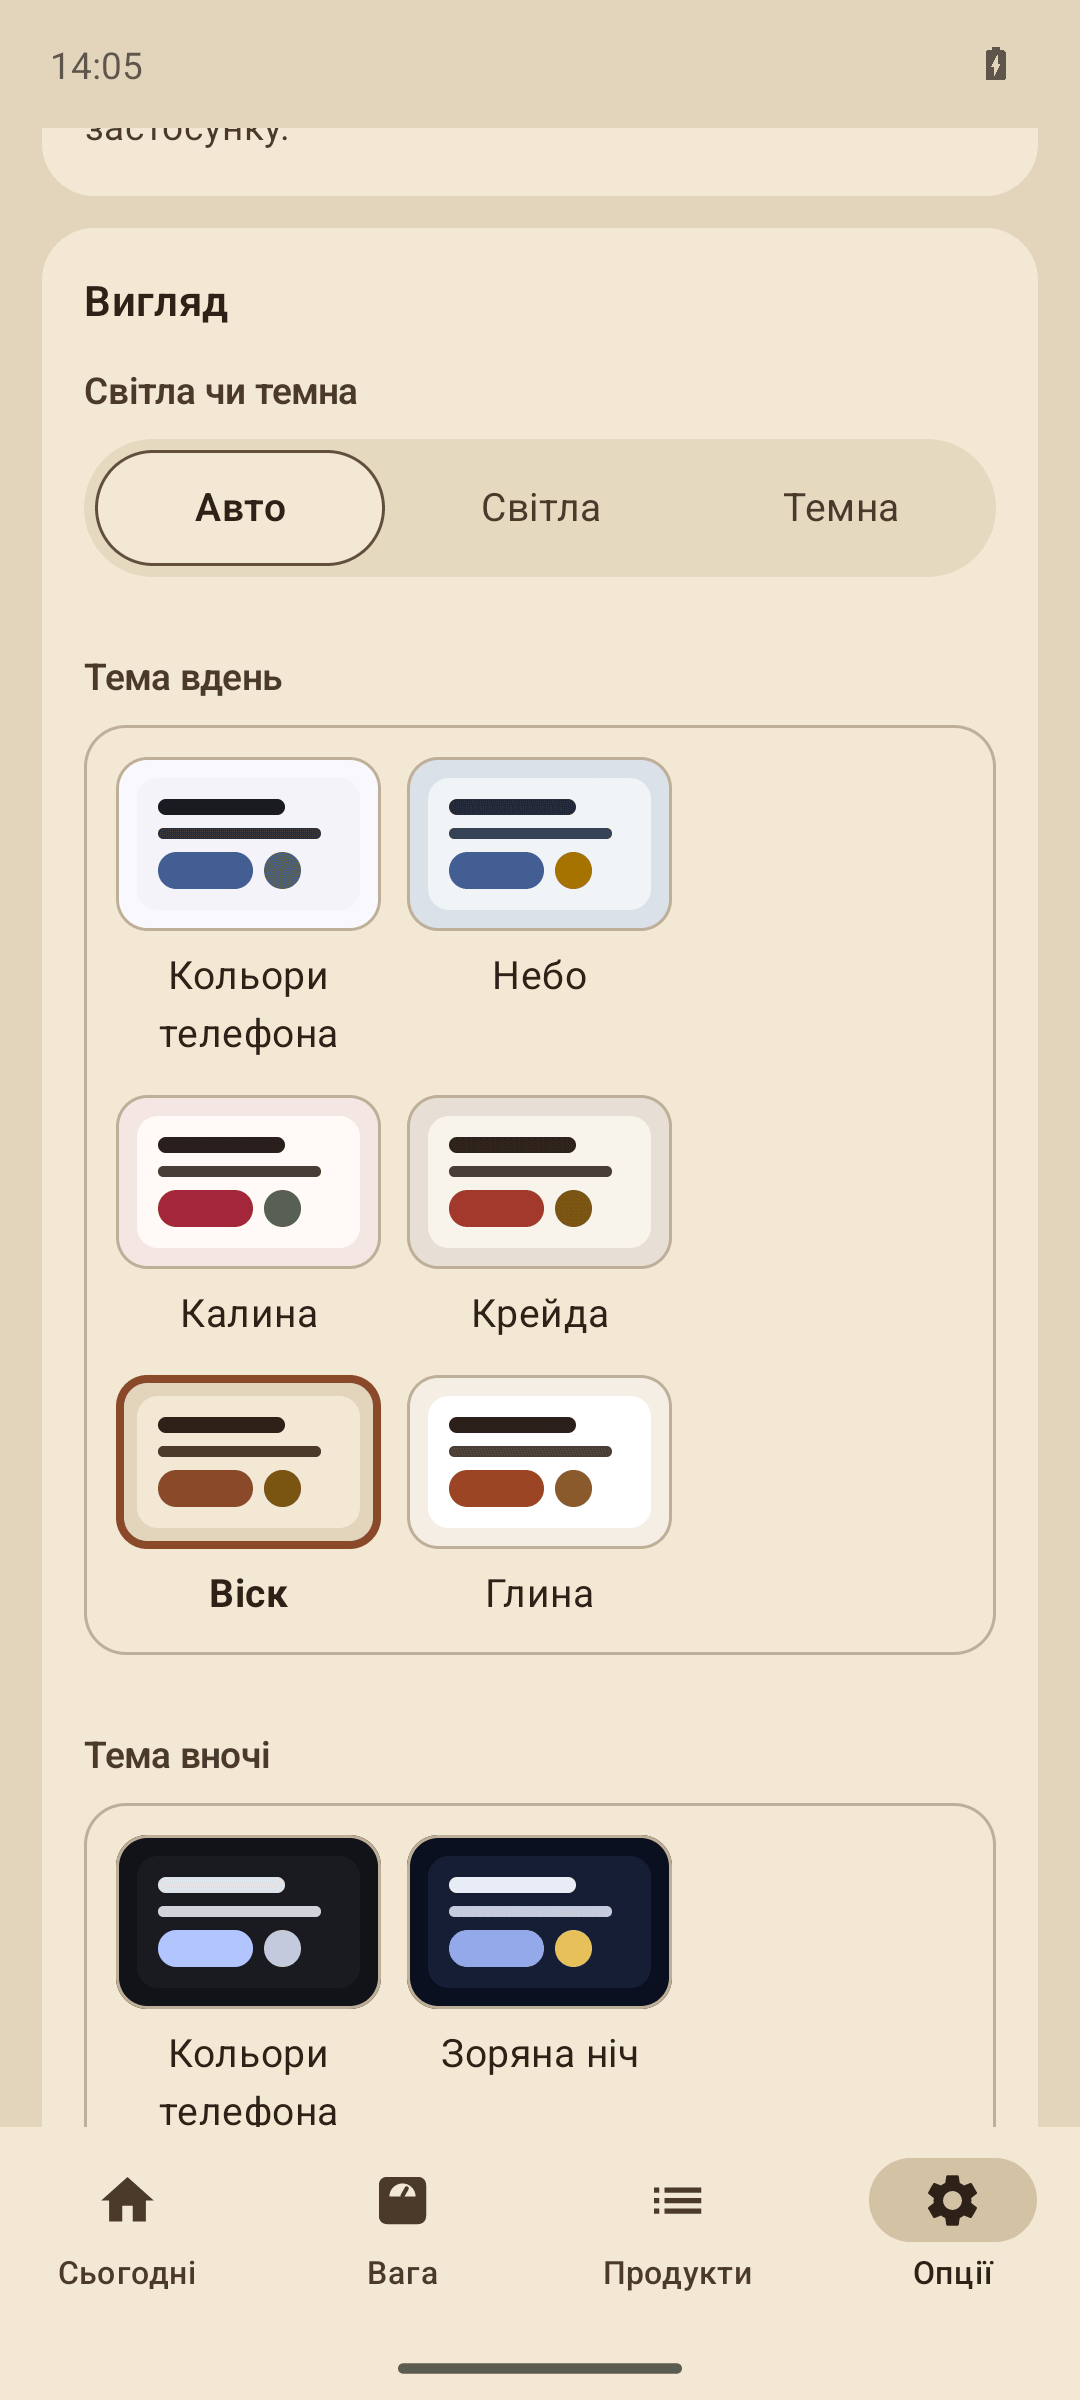 14:05
застосунку.
Вигляд
Світла чи темна
Авто Світла Темна
Тема вдень
Кольори телефона
Небо
Калина
Крейда
Віск
Глина
Тема вночі
Кольори телефона
Зоряна ніч
Сьогодні Вага Продукти Опції